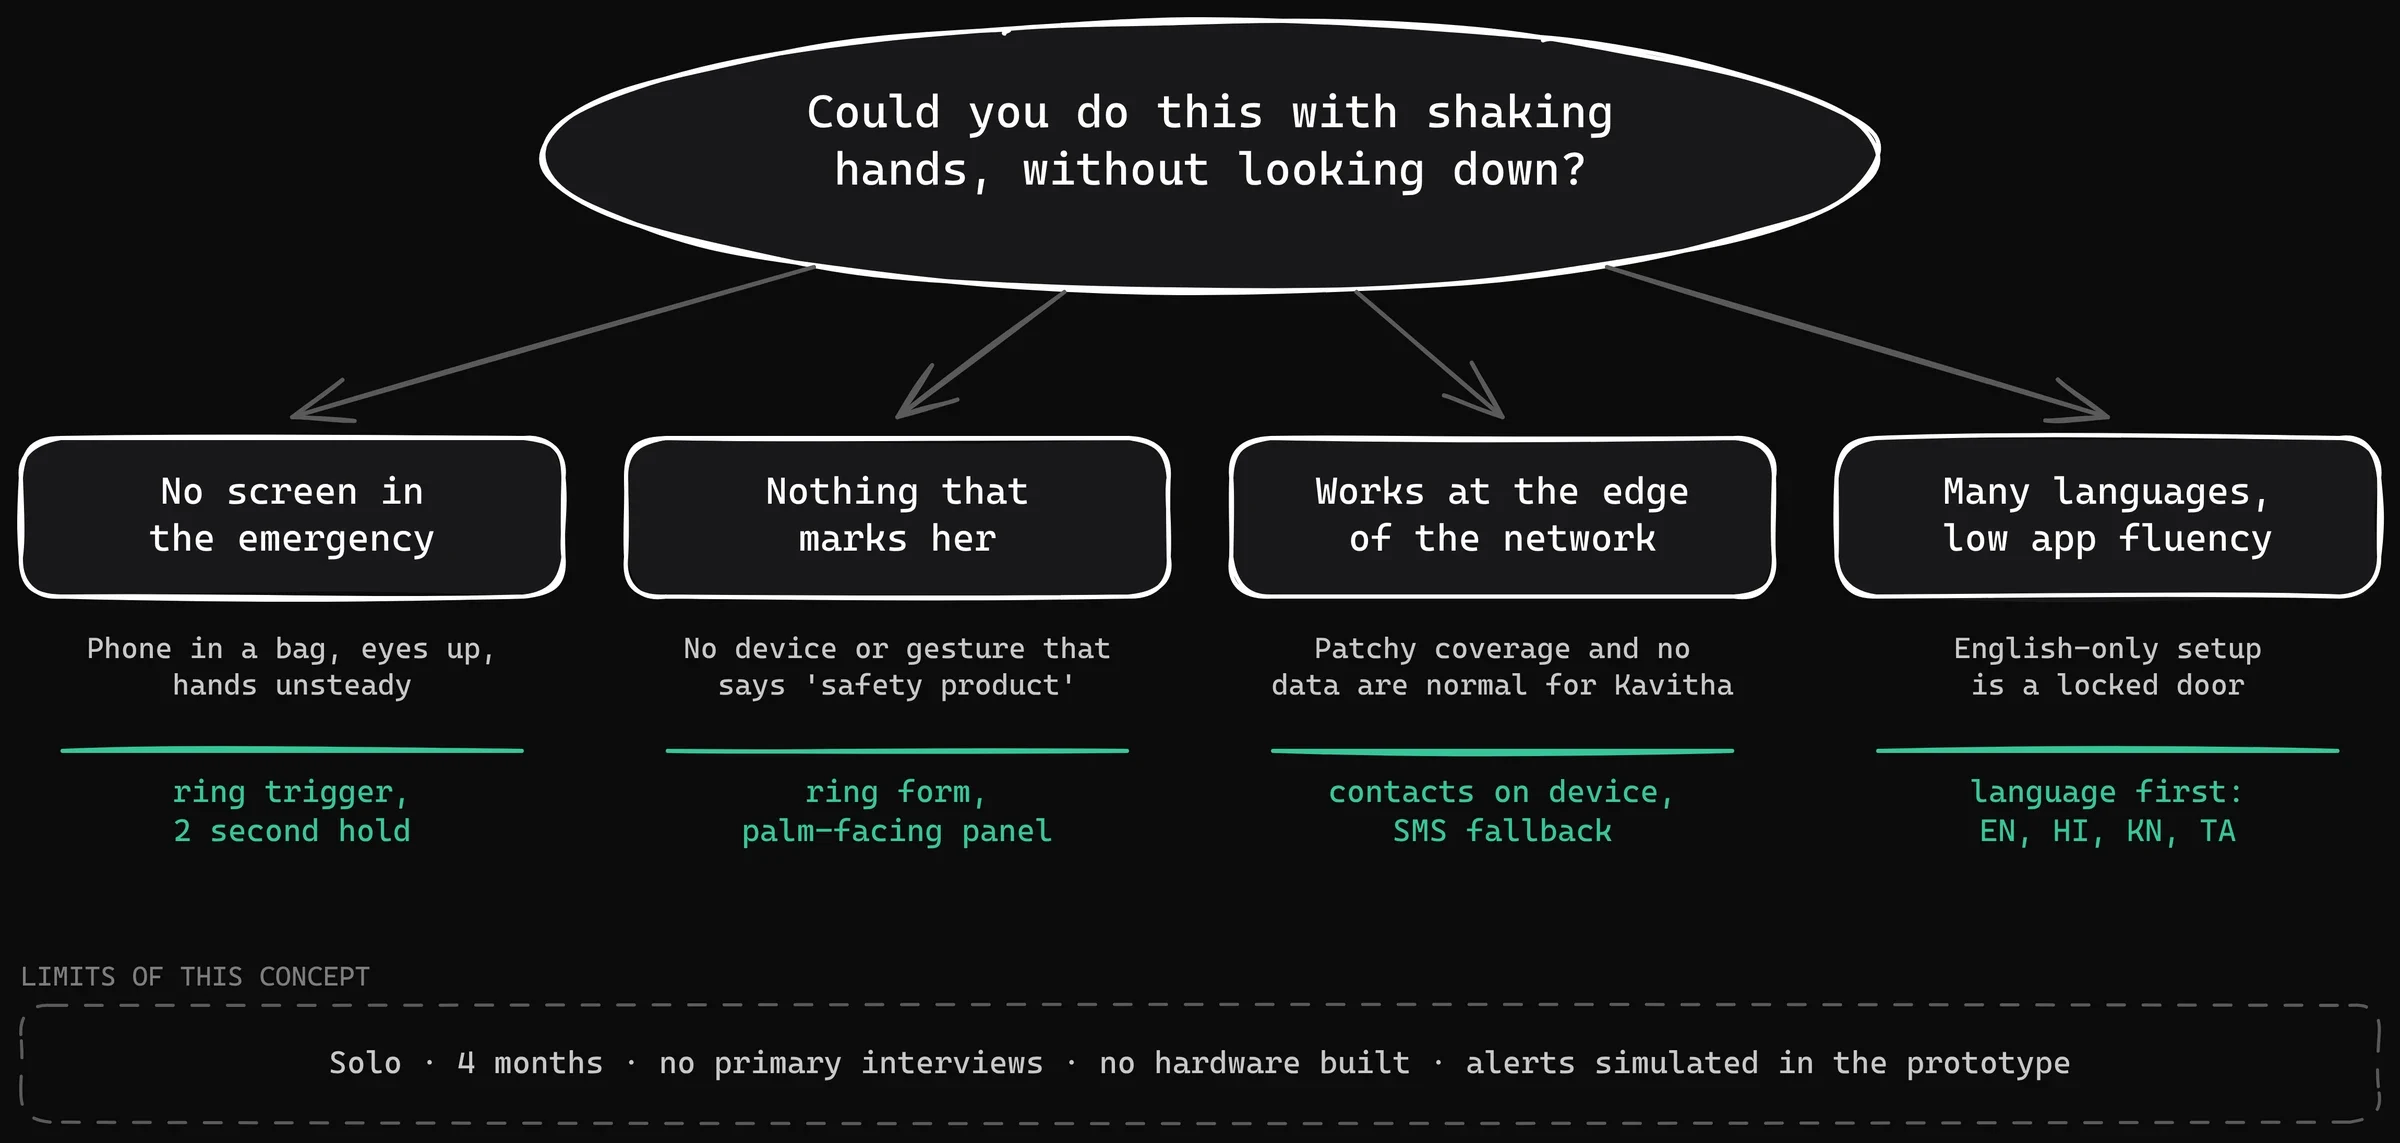 Could you do this with shaking
hands, without looking down?
No screen in
the emergency
Phone in a bag, eyes up,
hands unsteady
ring trigger,
2 second hold
Nothing that
marks her
No device or gesture that
says 'safety product'
ring form,
palm-facing panel
Works at the edge
of the network
Patchy coverage and no
data are normal for Kavitha
contacts on device,
SMS fallback
Many languages,
low app fluency
English-only setup
is a locked door
language first:
EN, HI, KN, TA
LIMITS OF THIS CONCEPT
Solo · 4 months · no primary interviews · no hardware built · alerts simulated in the prototype